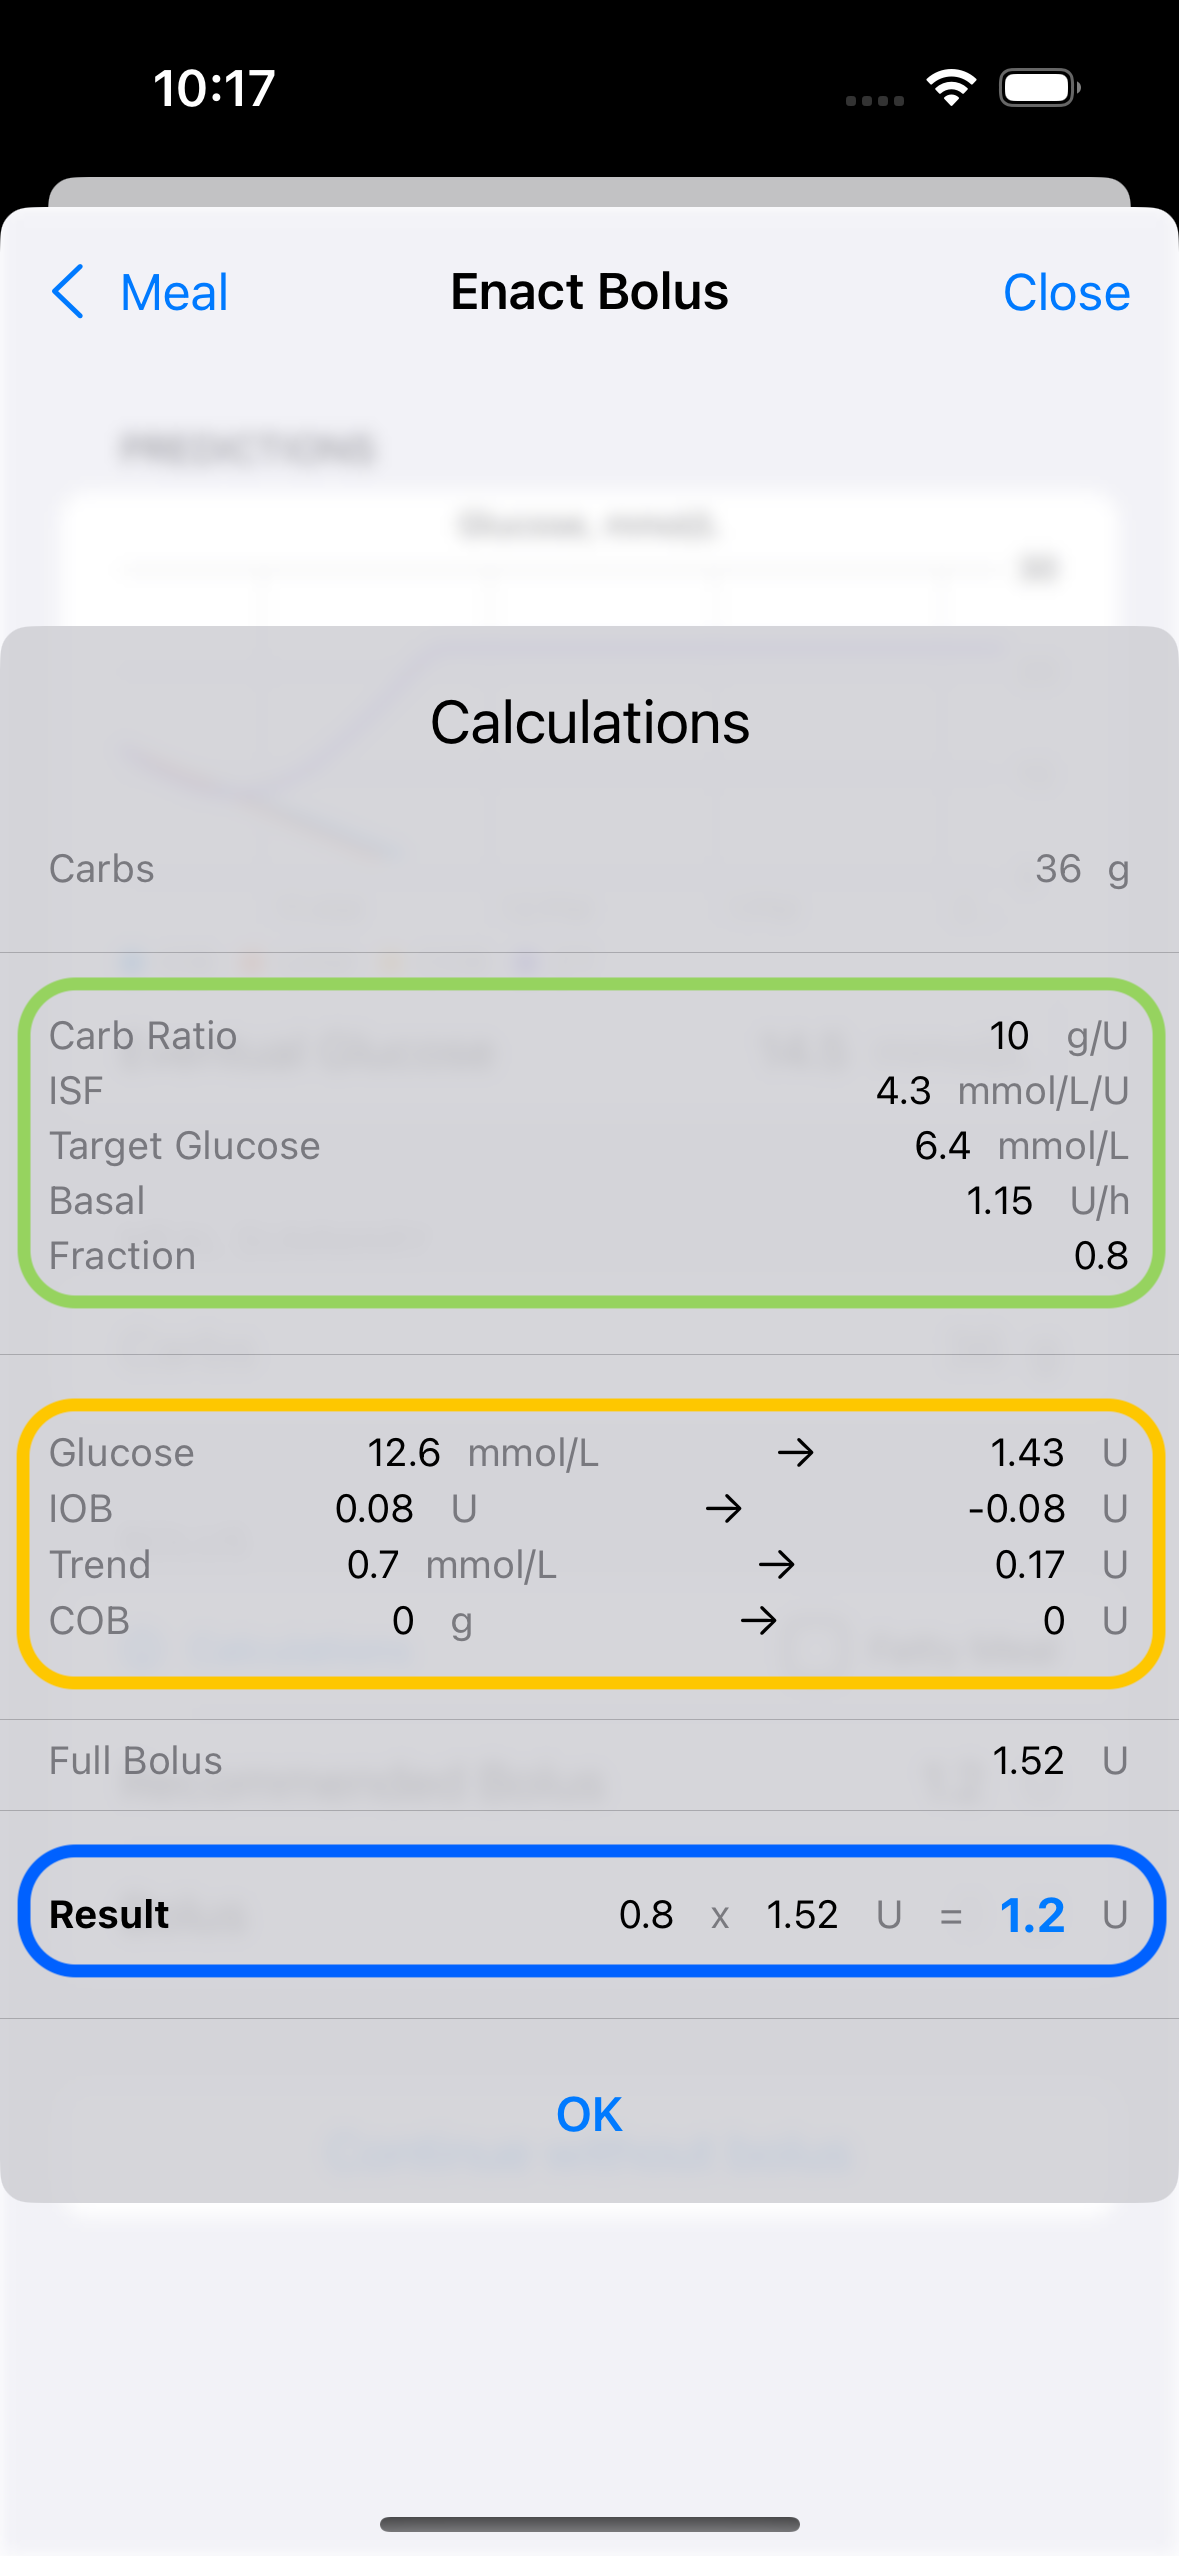 10:17
Meal Enact Bolus Close
PREDICTIONS
Glucose, mmol/L
Calculations
Carbs 36 g
Carb Ratio 10 g/U
ISF 4.3 mmol/L/U
Target Glucose 6.4 mmol/L
Basal 1.15 U/h
Fraction 0.8
Glucose 12.6 mmol/L → 1.43 U
IOB 0.08 U → -0.08 U
Trend 0.7 mmol/L → 0.17 U
COB 0 g → 0 U
Full Bolus 1.52 U
Result 0.8 x 1.52 U = 1.2 U
OK